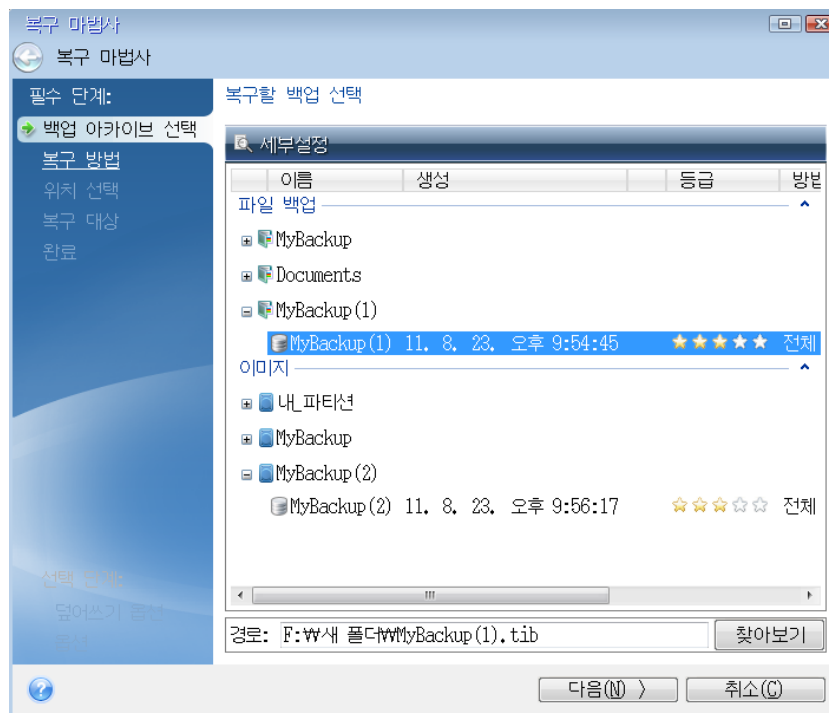 복구 마법사
복구 마법사
필수 단계:
백업 아카이브 선택
복구 방법
위치 선택
복구 대상
완료
선택 단계:
덮어쓰기 옵션
복구할 백업 선택
세부설정
이름 생성 등급
파일 백업
MyBackup
Documents
MyBackup(1)
MyBackup(1) 11. 8. 23. 오후 9:54:45 전체
이미지
내_파티션
MyBackup
MyBackup(2)
MyBackup(2) 11. 8. 23. 오후 9:56:17 전체
경로: F:₩새 폴더₩MyBackup(1).tib 찾아보기
다음(N) 〉 취소(C)